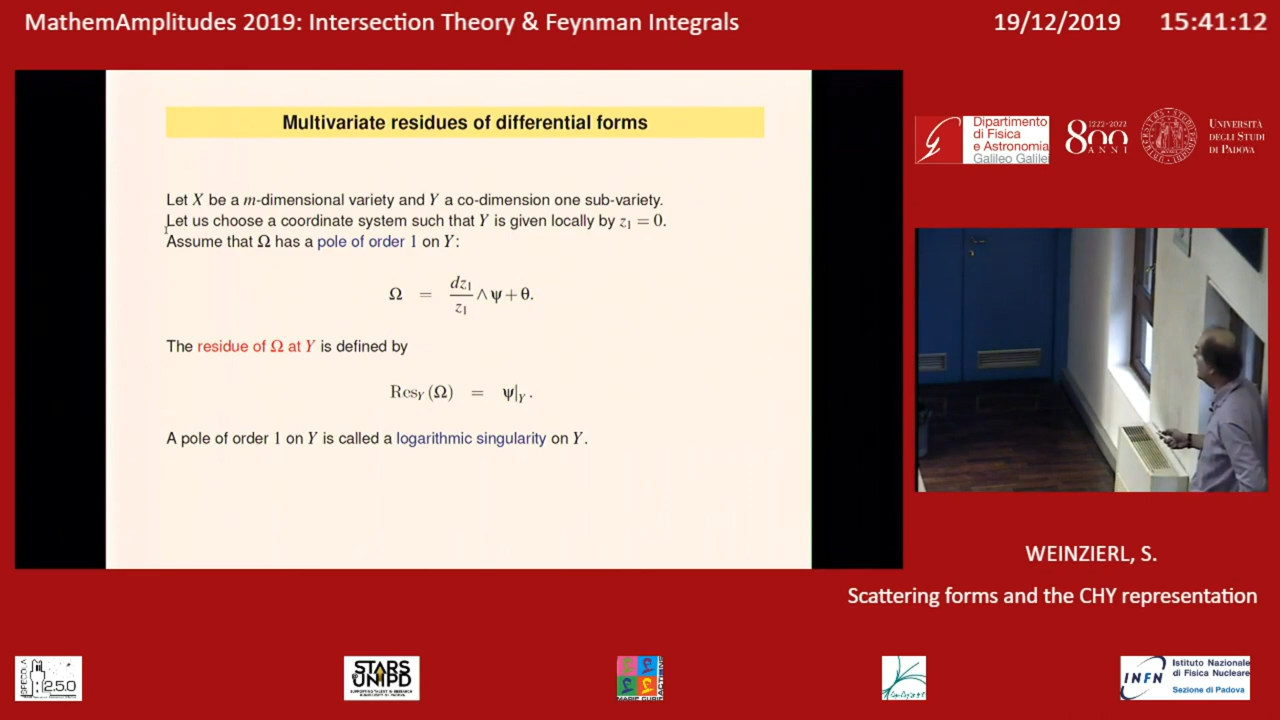 MathemAmplitudes 2019: Intersection Theory & Feynman Integrals
19/12/2019 15:41:12
Multivariate residues of differential forms
Let X be a m-dimensional variety and Y a co-dimension one sub-variety.
Let us choose a coordinate system such that Y is given locally by z₁ = 0.
Assume that Ω has a pole of order 1 on Y:
Ω = dz₁/z₁ ∧ ψ + θ.
The residue of Ω at Y is defined by
Res_Y (Ω) = ψ|_Y .
A pole of order 1 on Y is called a logarithmic singularity on Y.
Dipartimento
di Fisica
e Astronomia
Galileo Galilei
1222-2022
800
ANNI
UNIVERSITÀ
DEGLI STUDI
DI PADOVA
WEINZIERL, S.
Scattering forms and the CHY representation
2.5.0
STARS
UNIPD
INFN
Istituto Nazionale
di Fisica Nucleare
Sezione di Padova